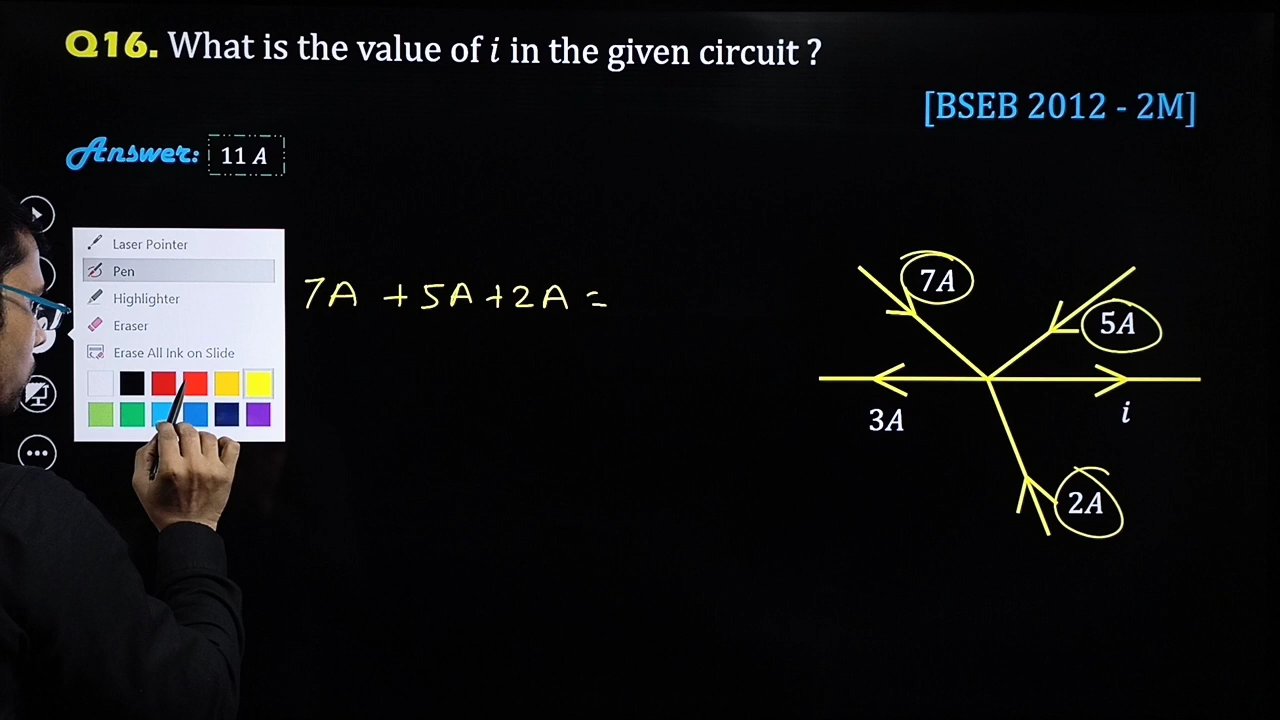 Q16. What is the value of i in the given circuit ?
[BSEB 2012 - 2M]
Answer: 11 A
Laser Pointer
Pen
Highlighter
Eraser
Erase All Ink on Slide
7A + 5A + 2A =
7A
5A
3A
i
2A